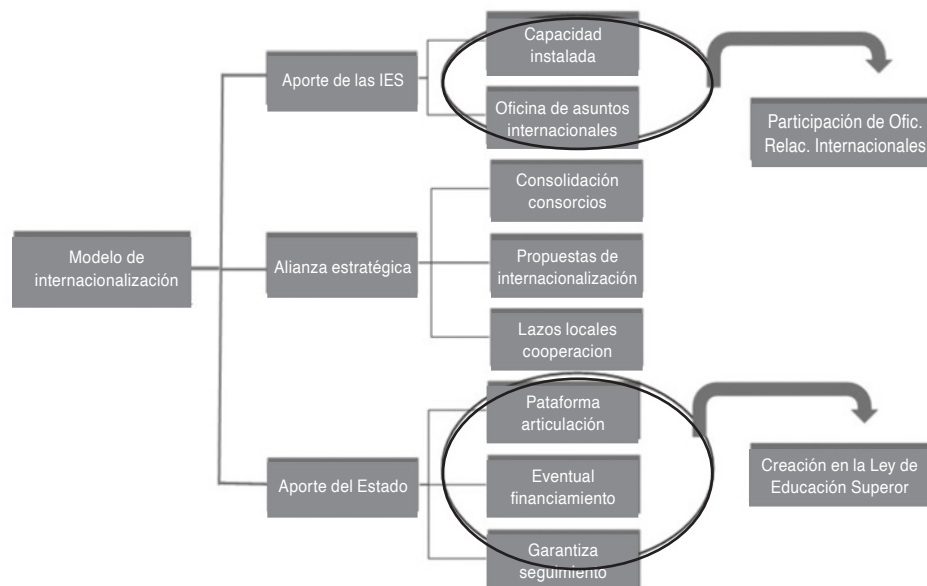 Capacidad
instalada
Aporte de las IES
Oficina de asuntos
internacionales
Participación de Ofic.
Relac. Internacionales
Consolidación
consorcios
Modelo de
internacionalización
Alianza estratégica
Propuestas de
internacionalización
Lazos locales
cooperacion
Pataforma
articulación
Aporte del Estado
Eventual
financiamiento
Creación en la Ley de
Educación Superor
Garantiza
seguimiento